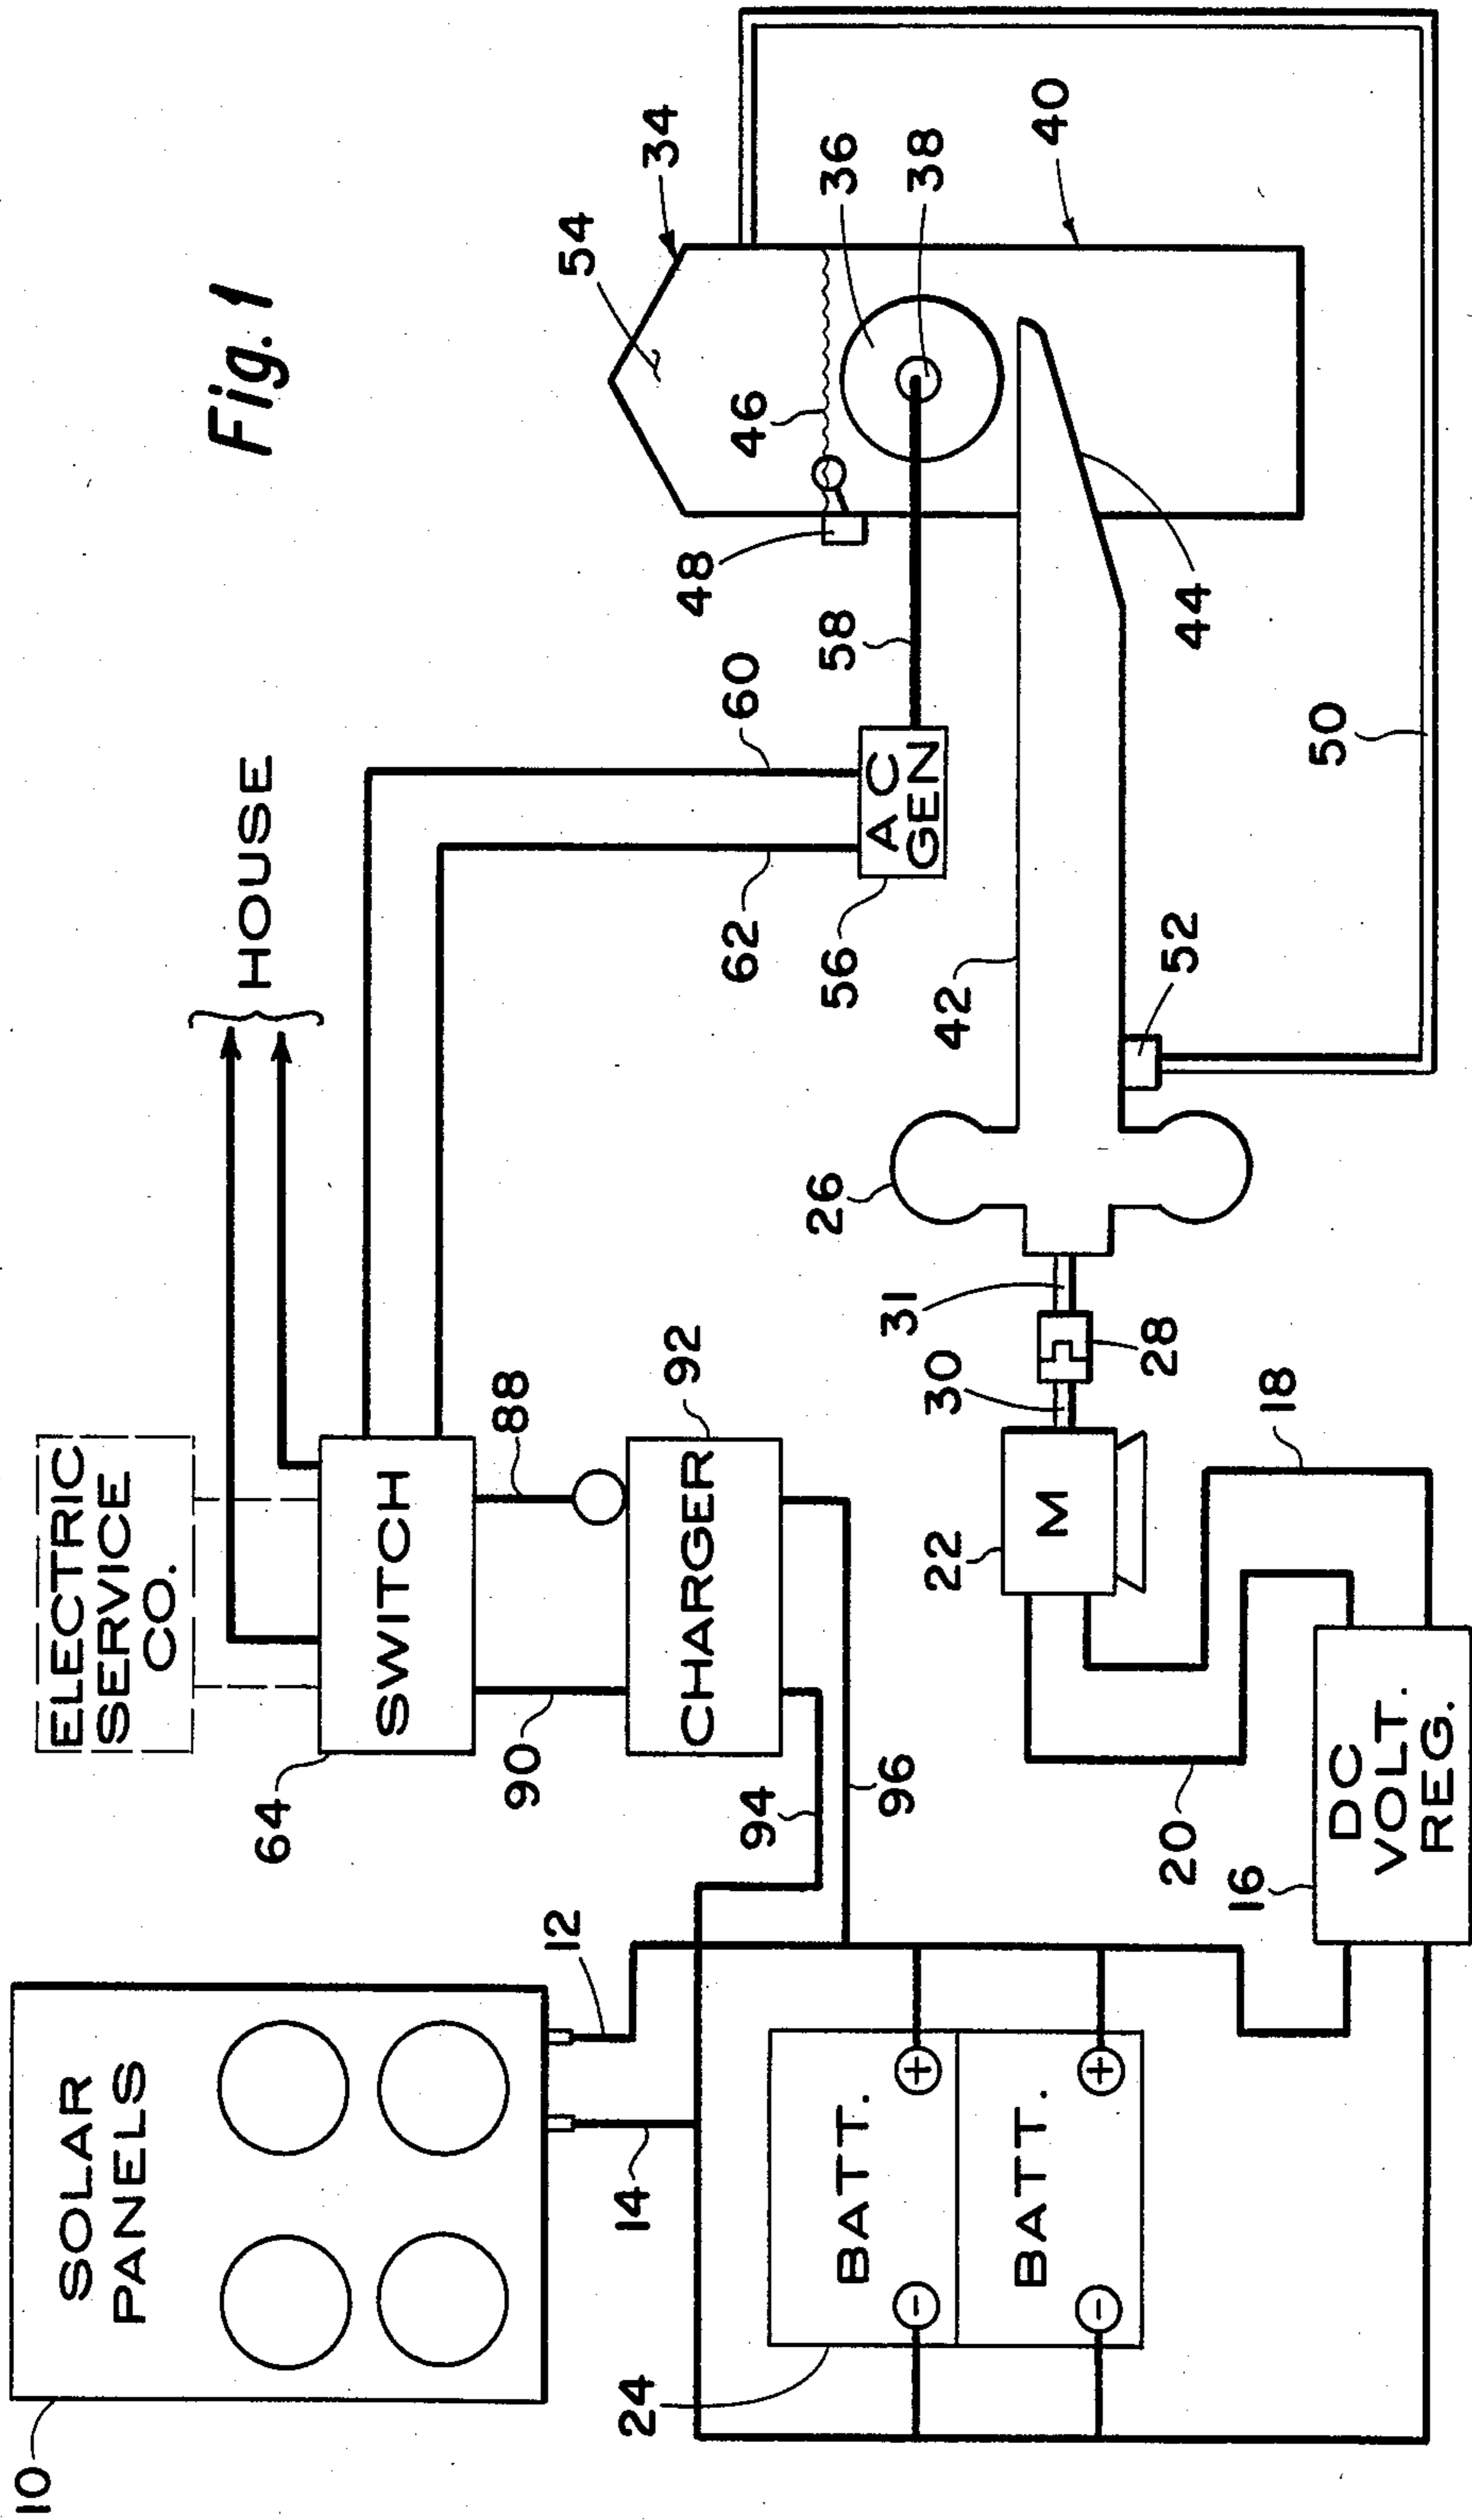 Fig. 1
ELECTRIC
SERVICE
CO.
HOUSE
SOLAR
PANELS
10
12
14
64
SWITCH
88
90
CHARGER
92
94
96
60
62
AC
GEN
56
58
54
34
46
48
36
38
40
44
42
50
52
26
31
30
28
M
22
18
20
16
DC
VOLT.
REG.
24
BATT.
BATT.
+
+
−
−